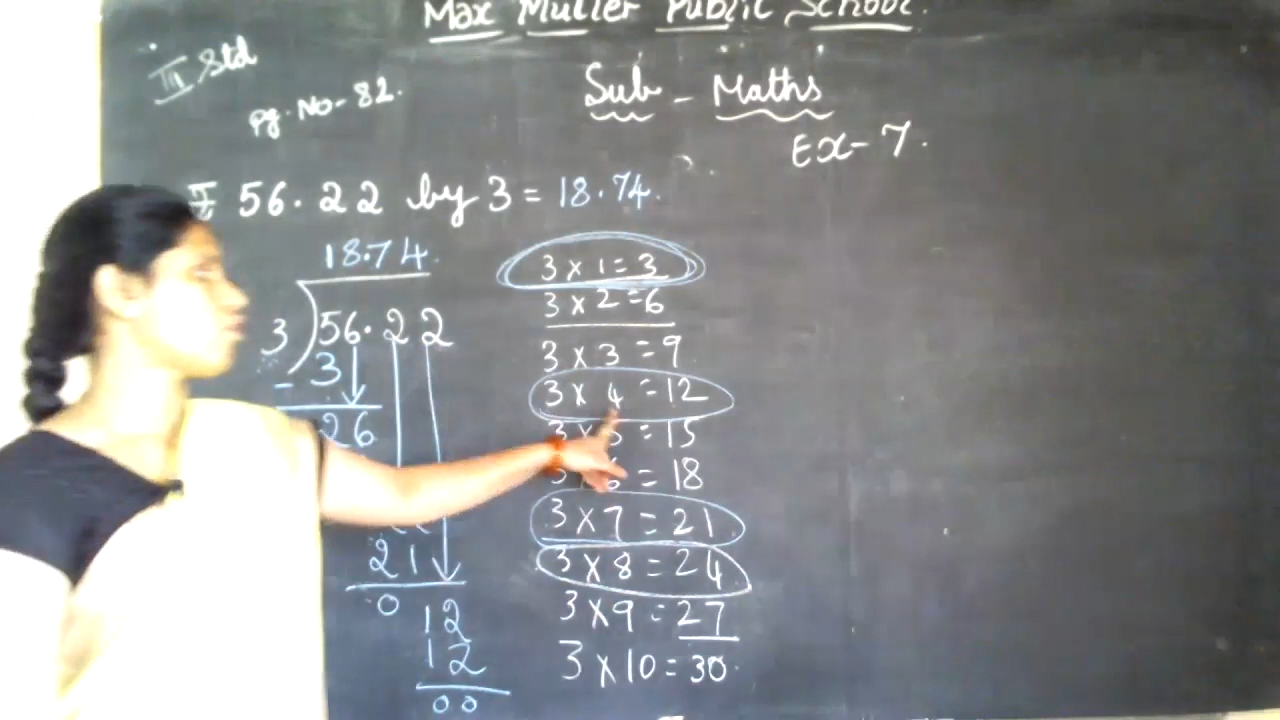 Max Muller Public School.
III Std
Pg. No- 82.
Sub - Maths
EX- 7.
56.22 by 3 = 18.74.
18.74.
3)56.22
- 3
26
21
0 12
12
00
3 x 1 = 3
3 x 2 = 6
3 x 3 = 9
3 x 4 = 12
3 x = 15
= 18
3 x 7 = 21
3 x 8 = 24
3 x 9 = 27
3 x 10 = 30.